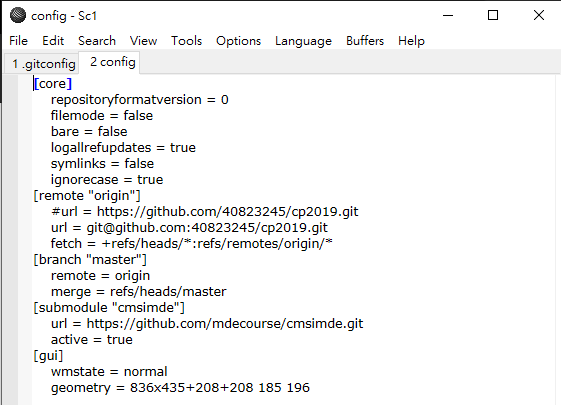 config - Sc1
File Edit Search View Tools Options Language Buffers Help
1 .gitconfig 2 config
[core]
repositoryformatversion = 0
filemode = false
bare = false
logallrefupdates = true
symlinks = false
ignorecase = true
[remote "origin"]
#url = https://github.com/40823245/cp2019.git
url = git@github.com:40823245/cp2019.git
fetch = +refs/heads/*:refs/remotes/origin/*
[branch "master"]
remote = origin
merge = refs/heads/master
[submodule "cmsimde"]
url = https://github.com/mdecourse/cmsimde.git
active = true
[gui]
wmstate = normal
geometry = 836x435+208+208 185 196